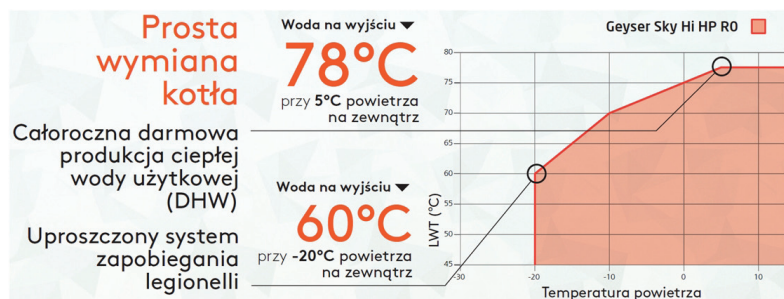 Prosta
wymiana
kotła
Całoroczna darmowa
produkcja ciepłej
wody użytkowej
(DHW)
Uproszczony system
zapobiegania
legionelli
Woda na wyjściu
78°C
przy 5°C powietrza
na zewnątrz
Woda na wyjściu
60°C
przy -20°C powietrza
na zewnątrz
Geyser Sky Hi HP R0
LWT (°C)
80
75
70
65
60
55
50
45
-30
-20
-10
0
10
Temperatura powietrza